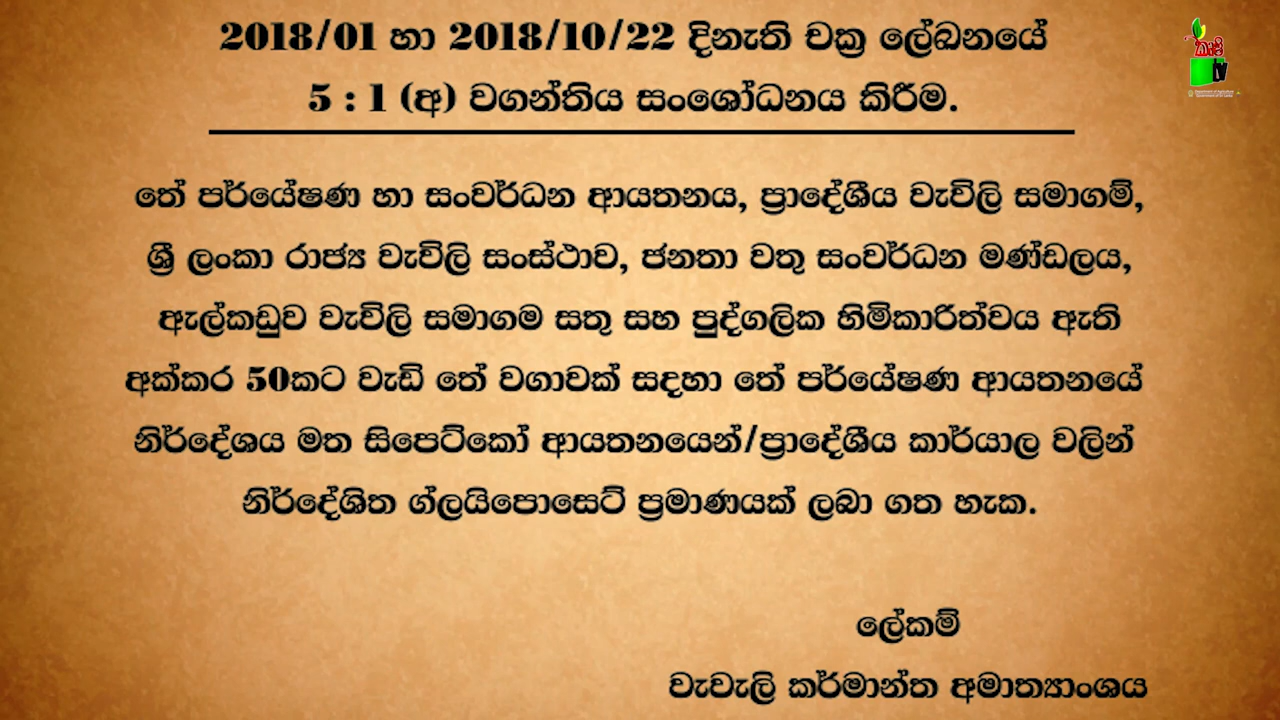 2018/01 හා 2018/10/22 දිනැති චක්‍ර ලේඛනයේ
5 : 1 (අ) වගන්තිය සංශෝධනය කිරීම.
තේ පර්යේෂණ හා සංවර්ධන ආයතනය, ප්‍රාදේශීය වැවිලි සමාගම්,
ශ්‍රී ලංකා රාජ්‍ය වැවිලි සංස්ථාව, ජනතා වතු සංවර්ධන මණ්ඩලය,
ඇල්කඩුව වැවිලි සමාගම සතු සහ පුද්ගලික හිමිකාරිත්වය ඇති
අක්කර 50කට වැඩි තේ වගාවක් සදහා තේ පර්යේෂණ ආයතනයේ
නිර්දේශය මත සිපෙට්කෝ ආයතනයෙන්/ප්‍රාදේශීය කාර්යාල වලින්
නිර්දේශිත ග්ලයිපොසෙට් ප්‍රමාණයක් ලබා ගත හැක.
ලේකම්
වැවැලි කර්මාන්ත අමාත්‍යාංශය
කෘෂි
TV